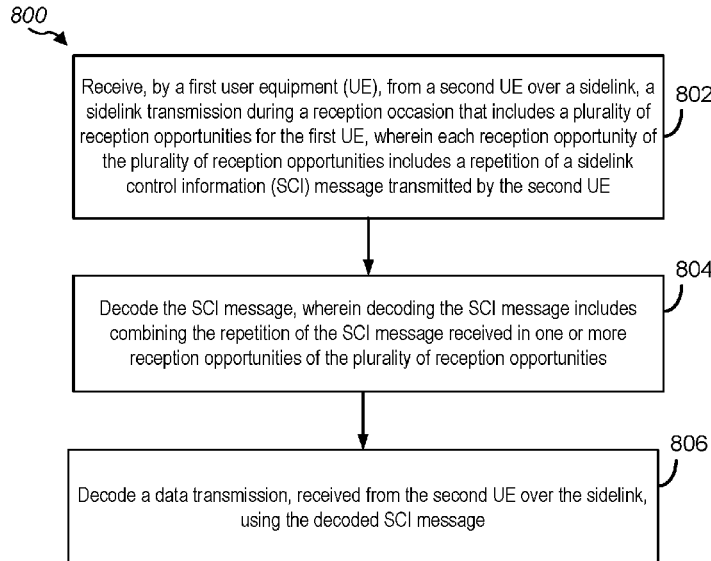 800
Receive, by a first user equipment (UE), from a second UE over a sidelink, a
sidelink transmission during a reception occasion that includes a plurality of
reception opportunities for the first UE, wherein each reception opportunity of
the plurality of reception opportunities includes a repetition of a sidelink
control information (SCI) message transmitted by the second UE
802
Decode the SCI message, wherein decoding the SCI message includes
combining the repetition of the SCI message received in one or more
reception opportunities of the plurality of reception opportunities
804
Decode a data transmission, received from the second UE over the sidelink,
using the decoded SCI message
806